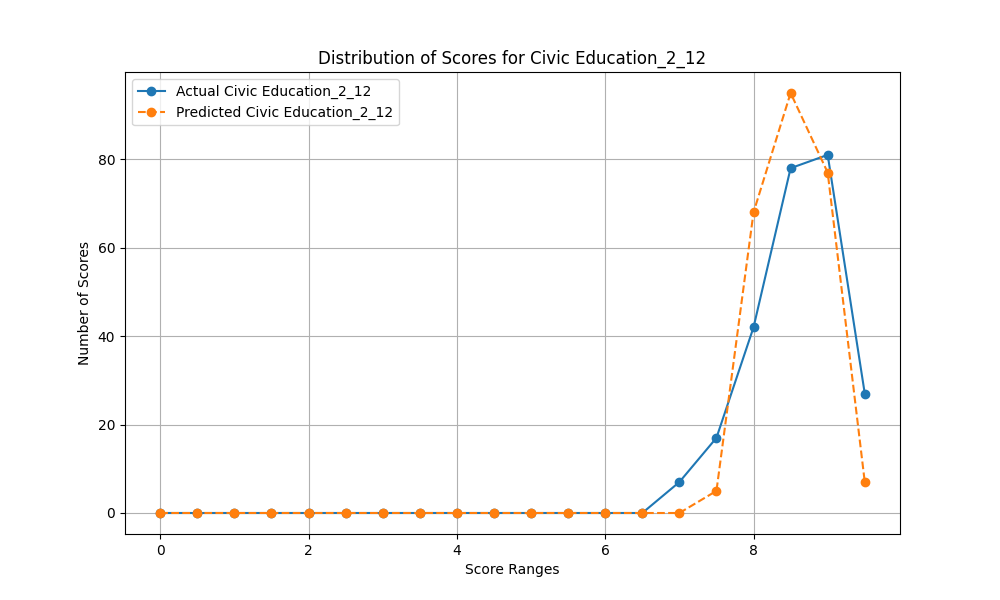 Distribution of Scores for Civic Education_2_12
Actual Civic Education_2_12
Predicted Civic Education_2_12
Number of Scores
80
60
40
20
0
0 2 4 6 8
Score Ranges